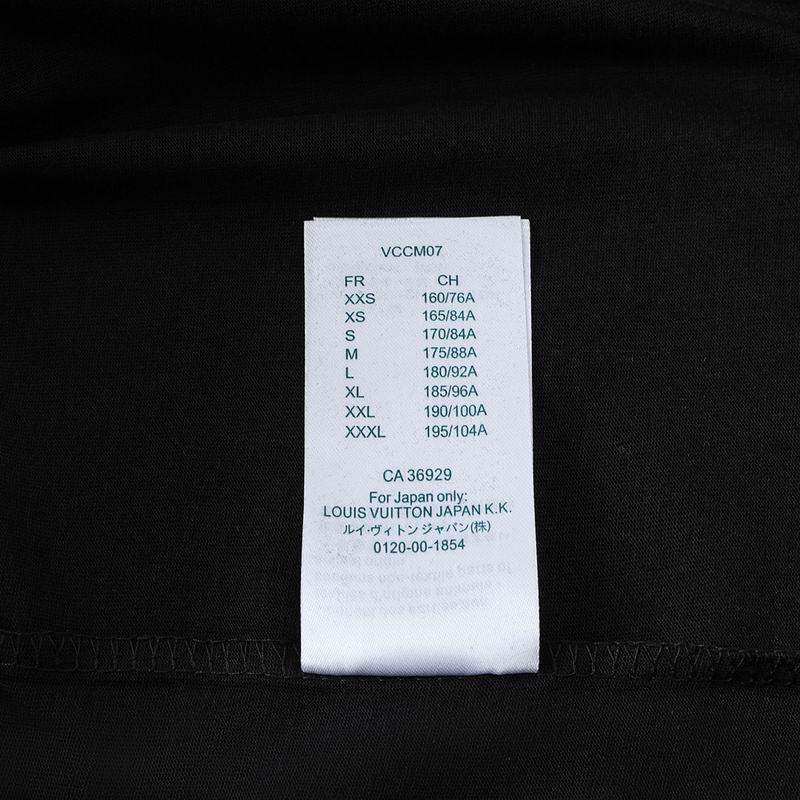 VCCM07
FR CH
XXS 160/76A
XS 165/84A
S 170/84A
M 175/88A
L 180/92A
XL 185/96A
XXL 190/100A
XXXL 195/104A
CA 36929
For Japan only:
LOUIS VUITTON JAPAN K.K.
ルイ·ヴィトン ジャパン(株)
0120-00-1854